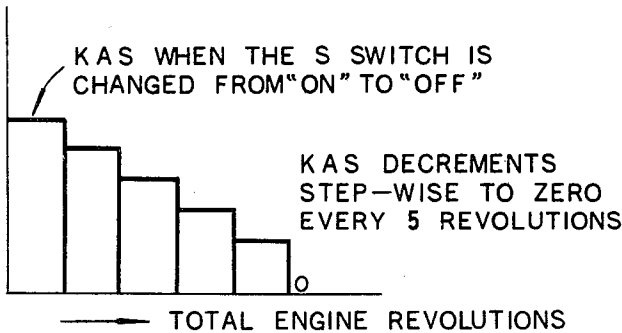 KAS WHEN THE S SWITCH IS
CHANGED FROM "ON" TO "OFF"
KAS DECREMENTS
STEP-WISE TO ZERO
EVERY 5 REVOLUTIONS
0
TOTAL ENGINE REVOLUTIONS